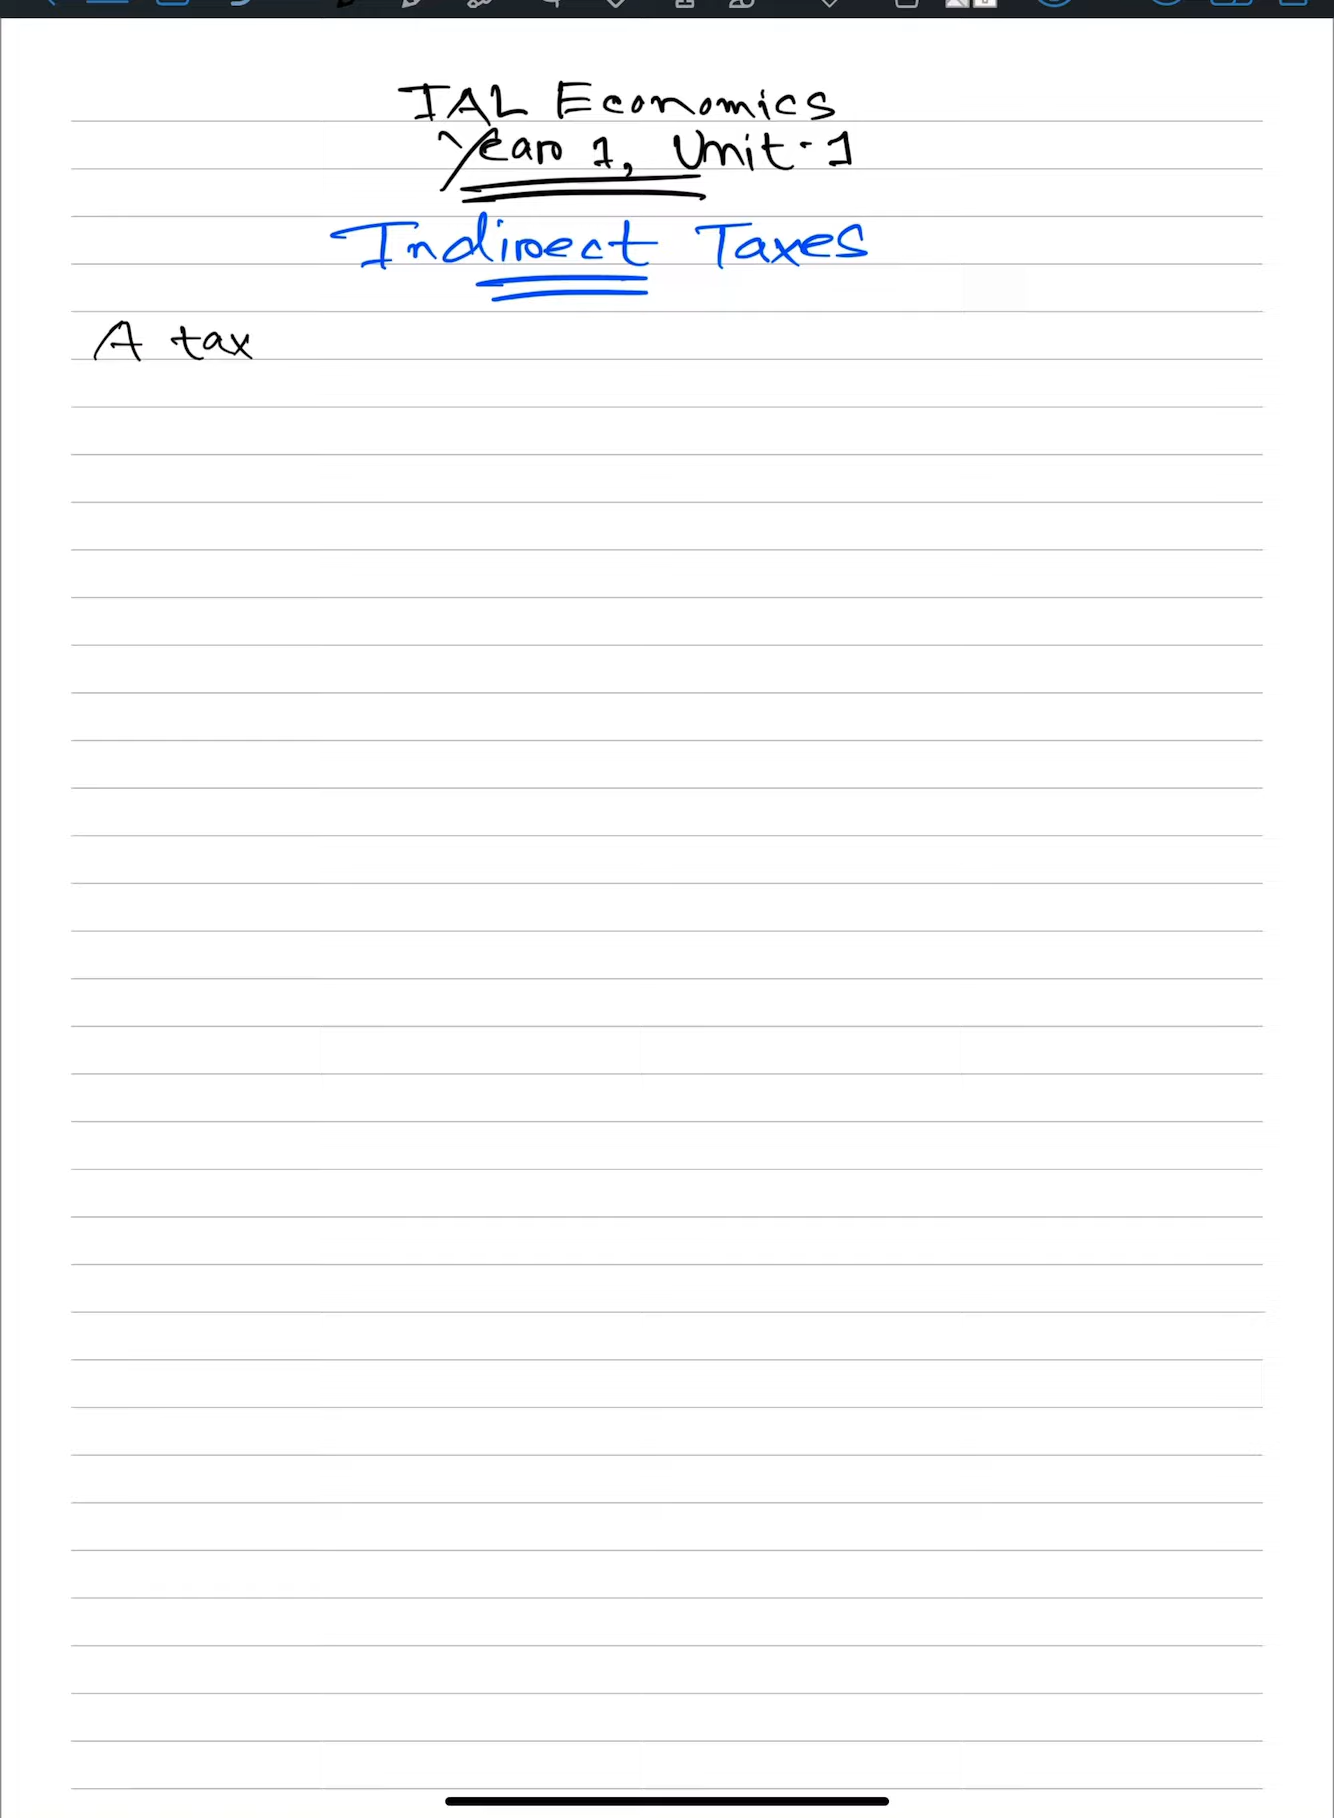 IAL Economics
Year 1, Unit-1
Indirect Taxes
A tax